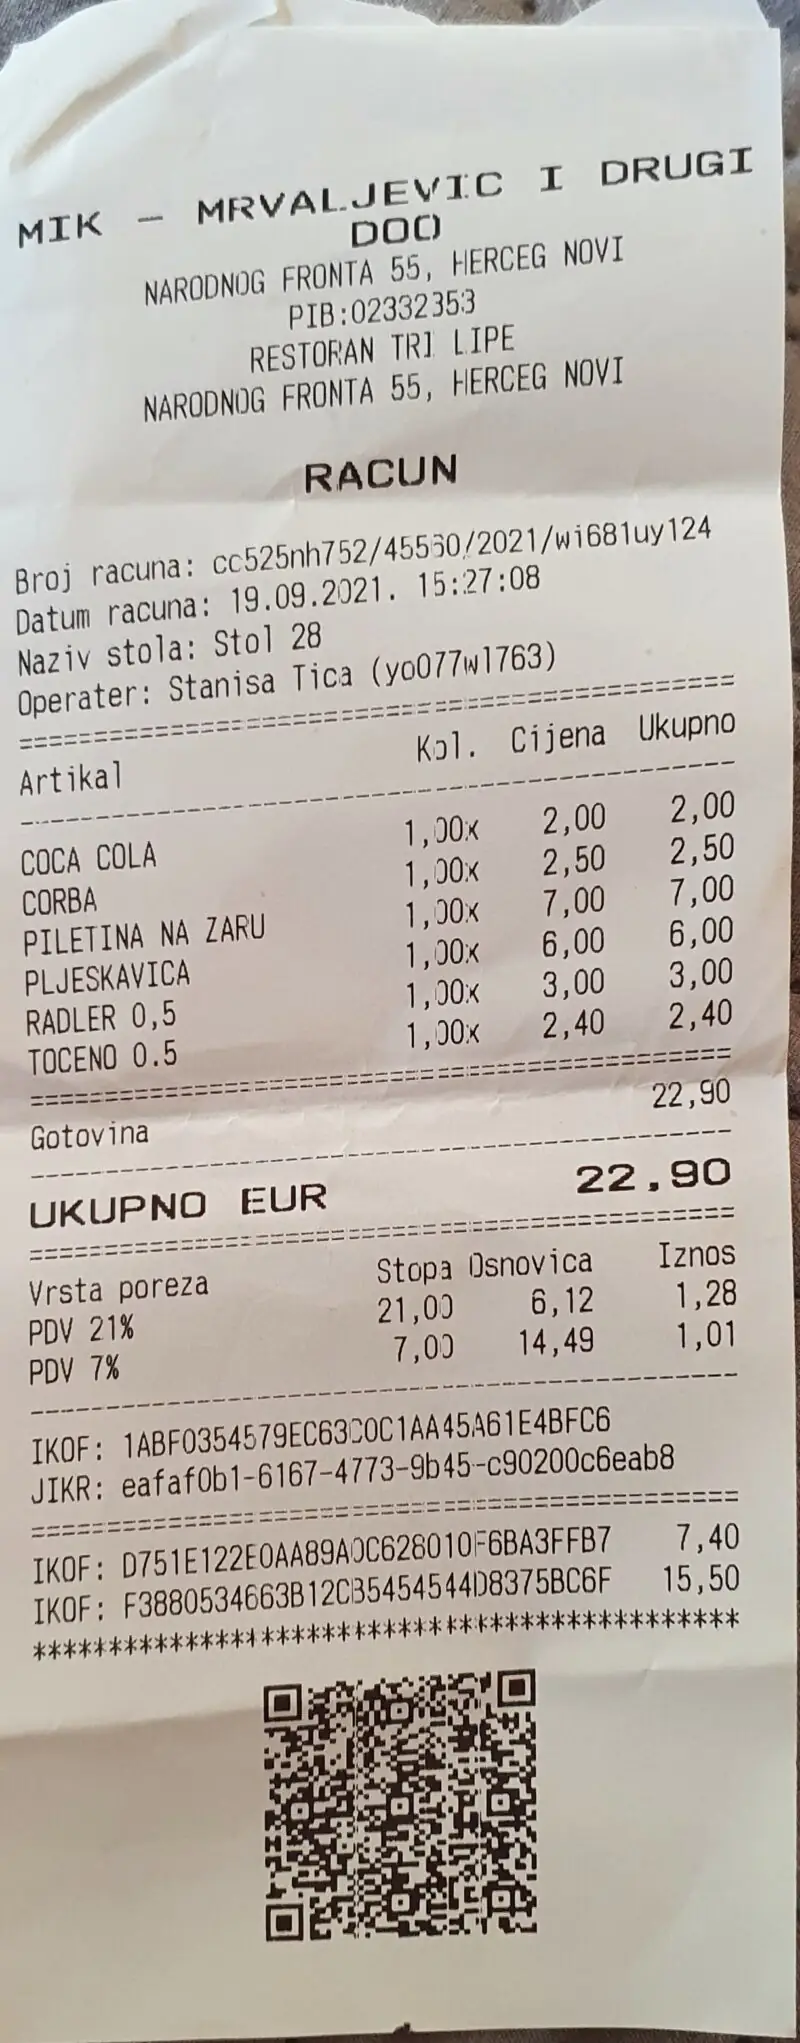 MIK - MRVALJEVIC I DRUGI
DOO
NARODNOG FRONTA 55, HERCEG NOVI
PIB:02332353
RESTORAN TRI LIPE
NARODNOG FRONTA 55, HERCEG NOVI
RACUN
Broj racuna: cc525nh752/45560/2021/wi681uy124
Datum racuna: 19.09.2021. 15:27:08
Naziv stola: Stol 28
Operater: Stanisa Tica (yo077wl763)
Artikal Kol. Cijena Ukupno
COCA COLA 1,00x 2,00 2,00
CORBA 1,00x 2,50 2,50
PILETINA NA ZARU 1,00x 7,00 7,00
PLJESKAVICA 1,00x 6,00 6,00
RADLER 0,5 1,00x 3,00 3,00
TOCENO 0.5 1,00x 2,40 2,40
Gotovina 22,90
UKUPNO EUR 22,90
Vrsta poreza Stopa Osnovica Iznos
PDV 21% 21,00 6,12 1,28
PDV 7% 7,00 14,49 1,01
IKOF: 1ABF0354579EC63C0C1AA45A61E4BFC6
JIKR: eafaf0b1-6167-4773-9b45-c90200c6eab8
IKOF: D751E122E0AA89A0C628010F6BA3FFB7 7,40
IKOF: F3880534663B12CB5454544D8375BC6F 15,50